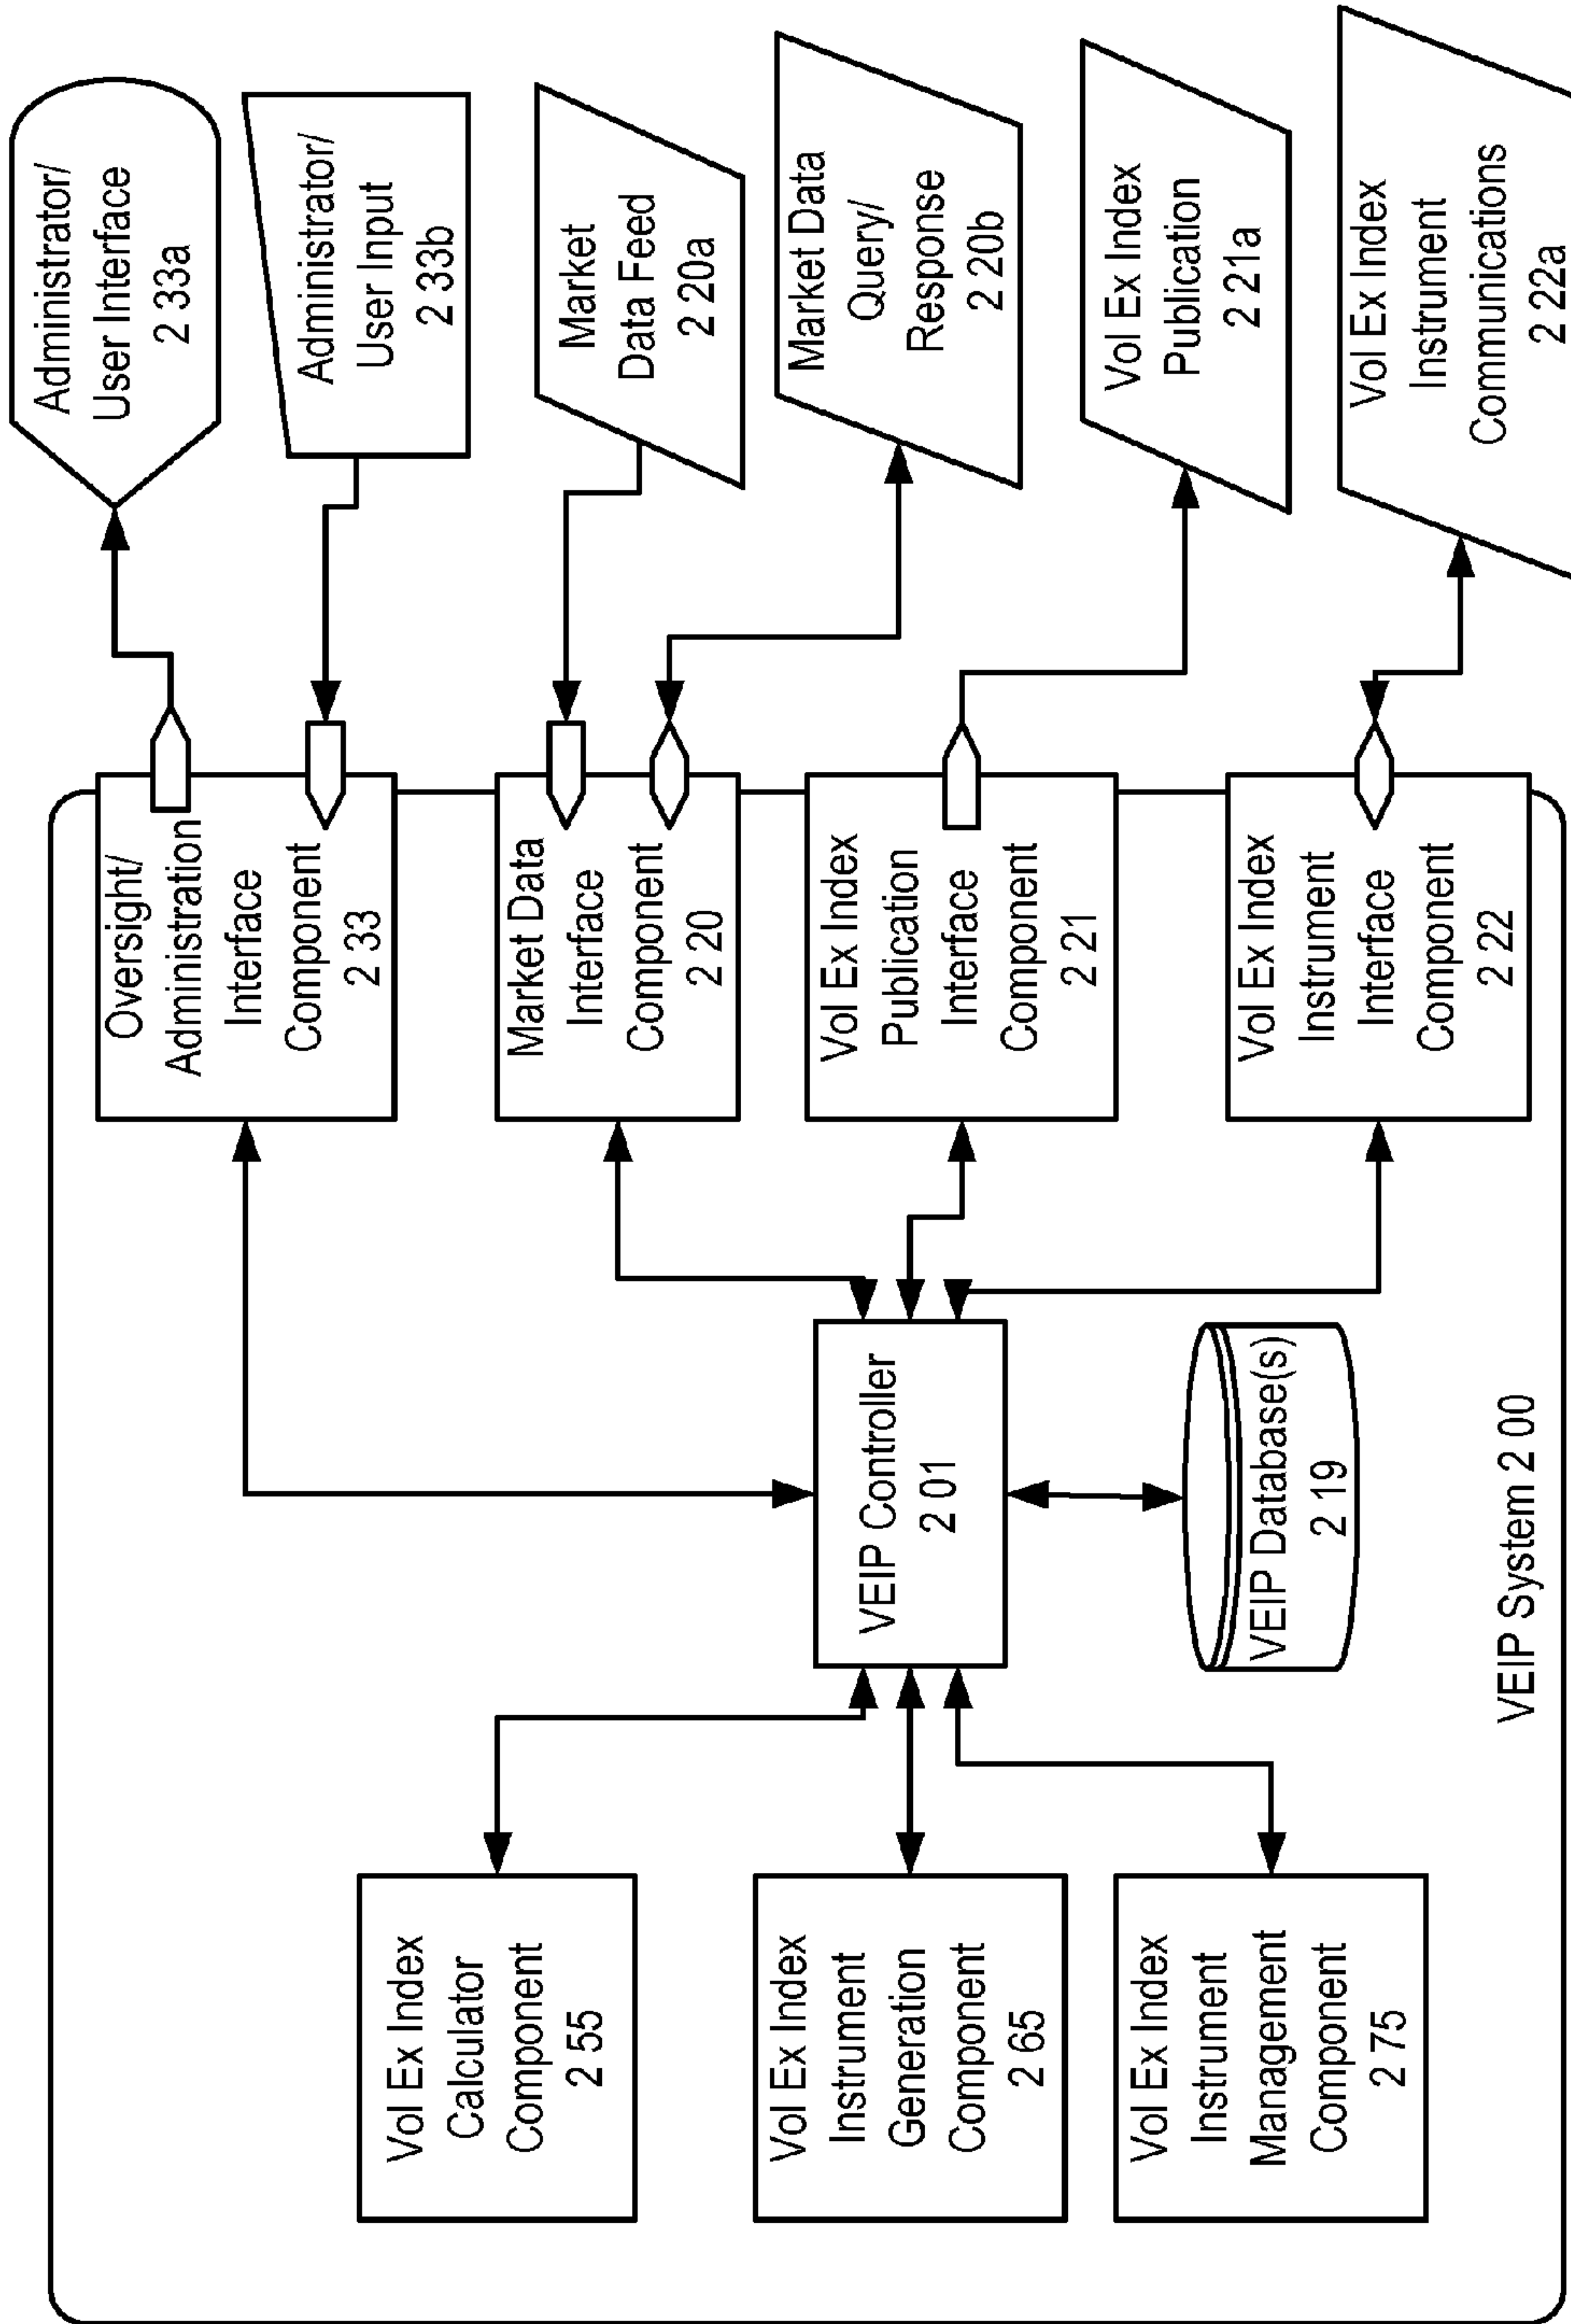 Vol Ex Index
Calculator
Component
2 55
Vol Ex Index
Instrument
Generation
Component
2 65
Vol Ex Index
Instrument
Management
Component
2 75
VEIP Controller
2 01
VEIP Database(s)
2 19
VEIP System 2 00
Oversight/
Administration
Interface
Component
2 33
Market Data
Interface
Component
2 20
Vol Ex Index
Publication
Interface
Component
2 21
Vol Ex Index
Instrument
Interface
Component
2 22
Administrator/
User Interface
2 33a
Administrator/
User Input
2 33b
Market
Data Feed
2 20a
Market Data
Query/
Response
2 20b
Vol Ex Index
Publication
2 21a
Vol Ex Index
Instrument
Communications
2 22a